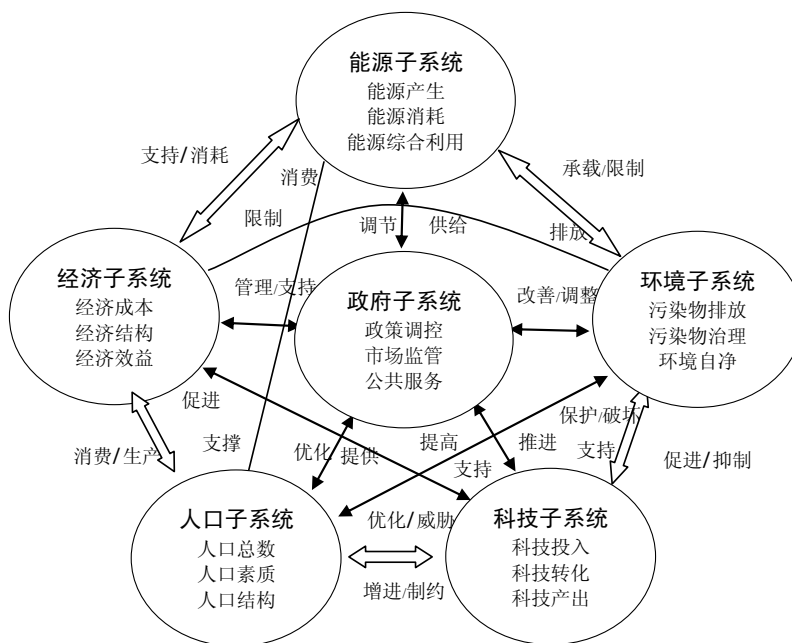 能源子系统
能源产生
能源消耗
能源综合利用
支持/消耗
消费
承载/限制
限制
调节
供给
排放
经济子系统
经济成本
经济结构
经济效益
管理/支持
政府子系统
政策调控
市场监管
公共服务
改善/调整
环境子系统
污染物排放
污染物治理
环境自净
促进
保护/破坏
消费/生产
支撑
优化
提供
提高
支持
推进
支持
促进/抑制
人口子系统
人口总数
人口素质
人口结构
优化/威胁
增进/制约
科技子系统
科技投入
科技转化
科技产出